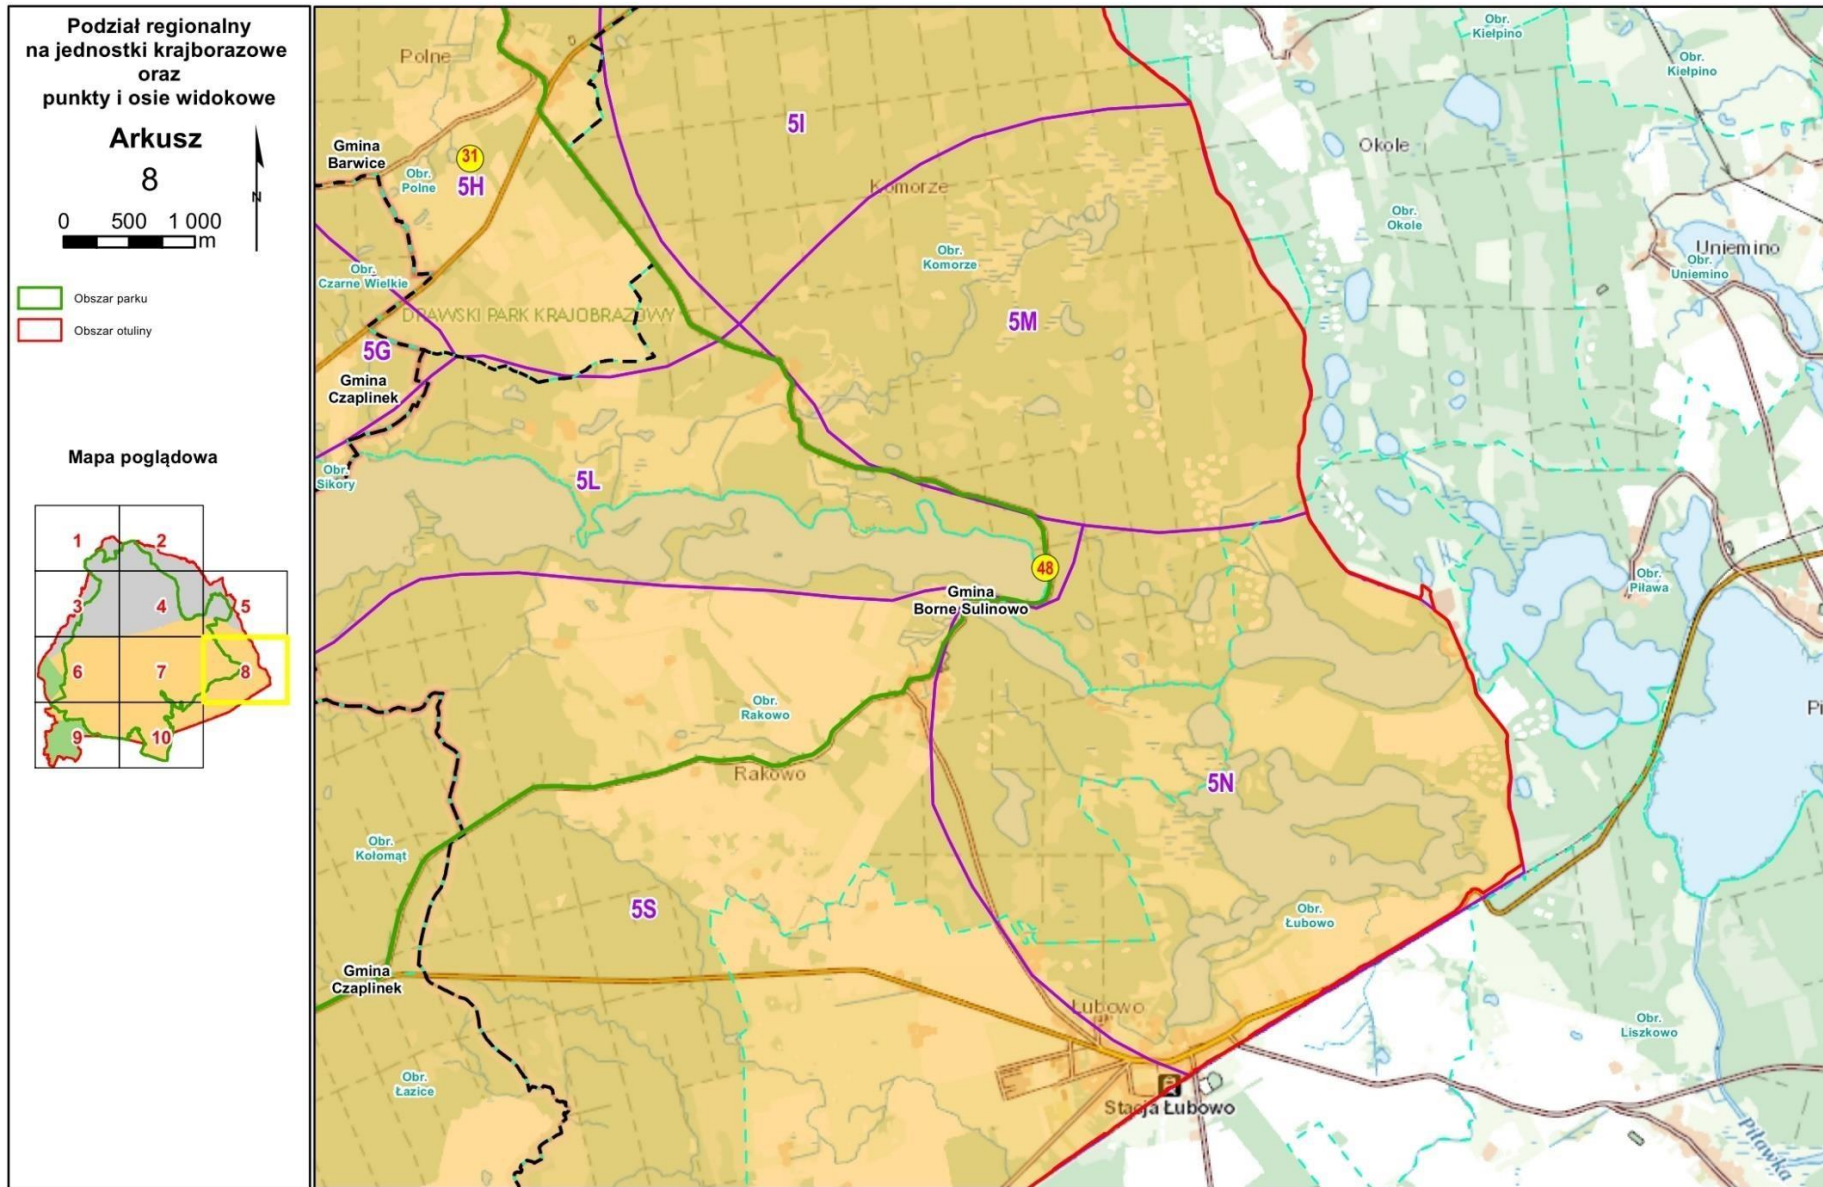 Podział regionalny
na jednostki krajborazowe
oraz
punkty i osie widokowe
Arkusz
8
0 500 1 000
m
N
Obszar parku
Obszar otuliny
Mapa poglądowa
1
2
3
4
5
6
7
8
9
10
Polne
Gmina
Barwice
Obr.
Polne
31
5H
5I
Komorze
Obr.
Czarne Wielkie
DRAWSKI PARK KRAJOBRAZOWY
Obr.
Komorze
5M
5G
Gmina
Czaplinek
Obr.
Sikory
5L
48
Gmina
Borne Sulinowo
Obr.
Rakowo
Rakowo
5N
Obr.
Kołomąt
5S
Obr.
Łubowo
Gmina
Czaplinek
Łubowo
Obr.
Łazice
Stacja Łubowo
Obr.
Kiełpino
Obr.
Kiełpino
Okole
Obr.
Okole
Uniemino
Obr.
Uniemino
Obr.
Piława
Pi
Obr.
Liszkowo
Piławka